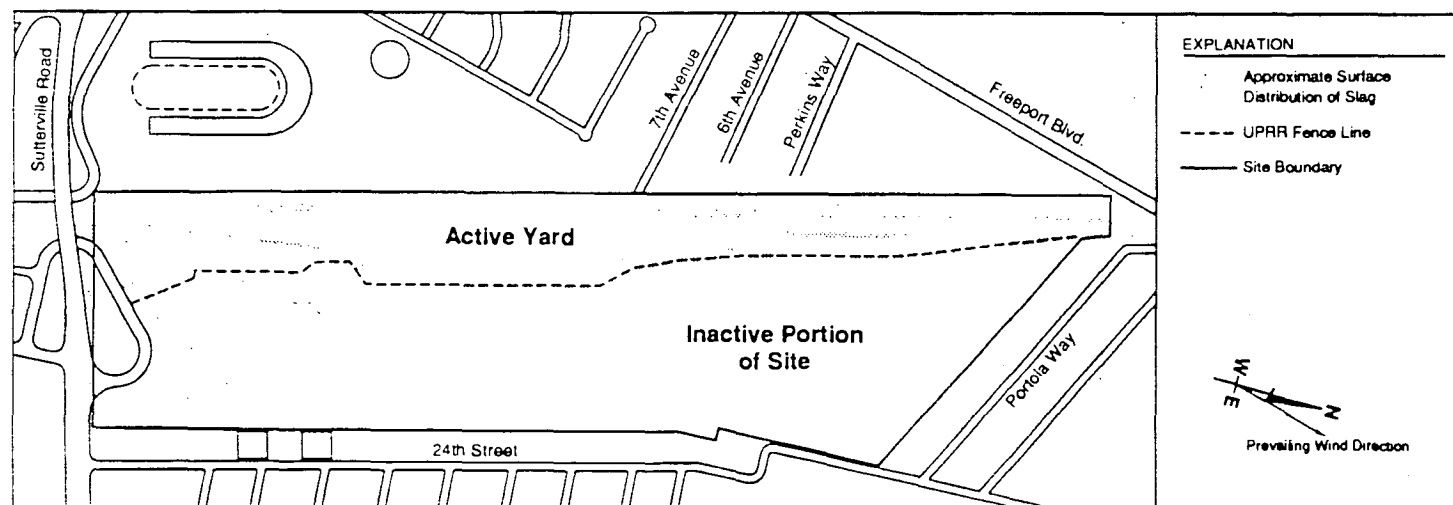 Sutterville Road
7th Avenue
6th Avenue
Perkins Way
Freeport Blvd.
Active Yard
Inactive Portion
of Site
Portola Way
24th Street
EXPLANATION
Approximate Surface
Distribution of Slag
UPRR Fence Line
Site Boundary
W
E
N
Prevailing Wind Direction